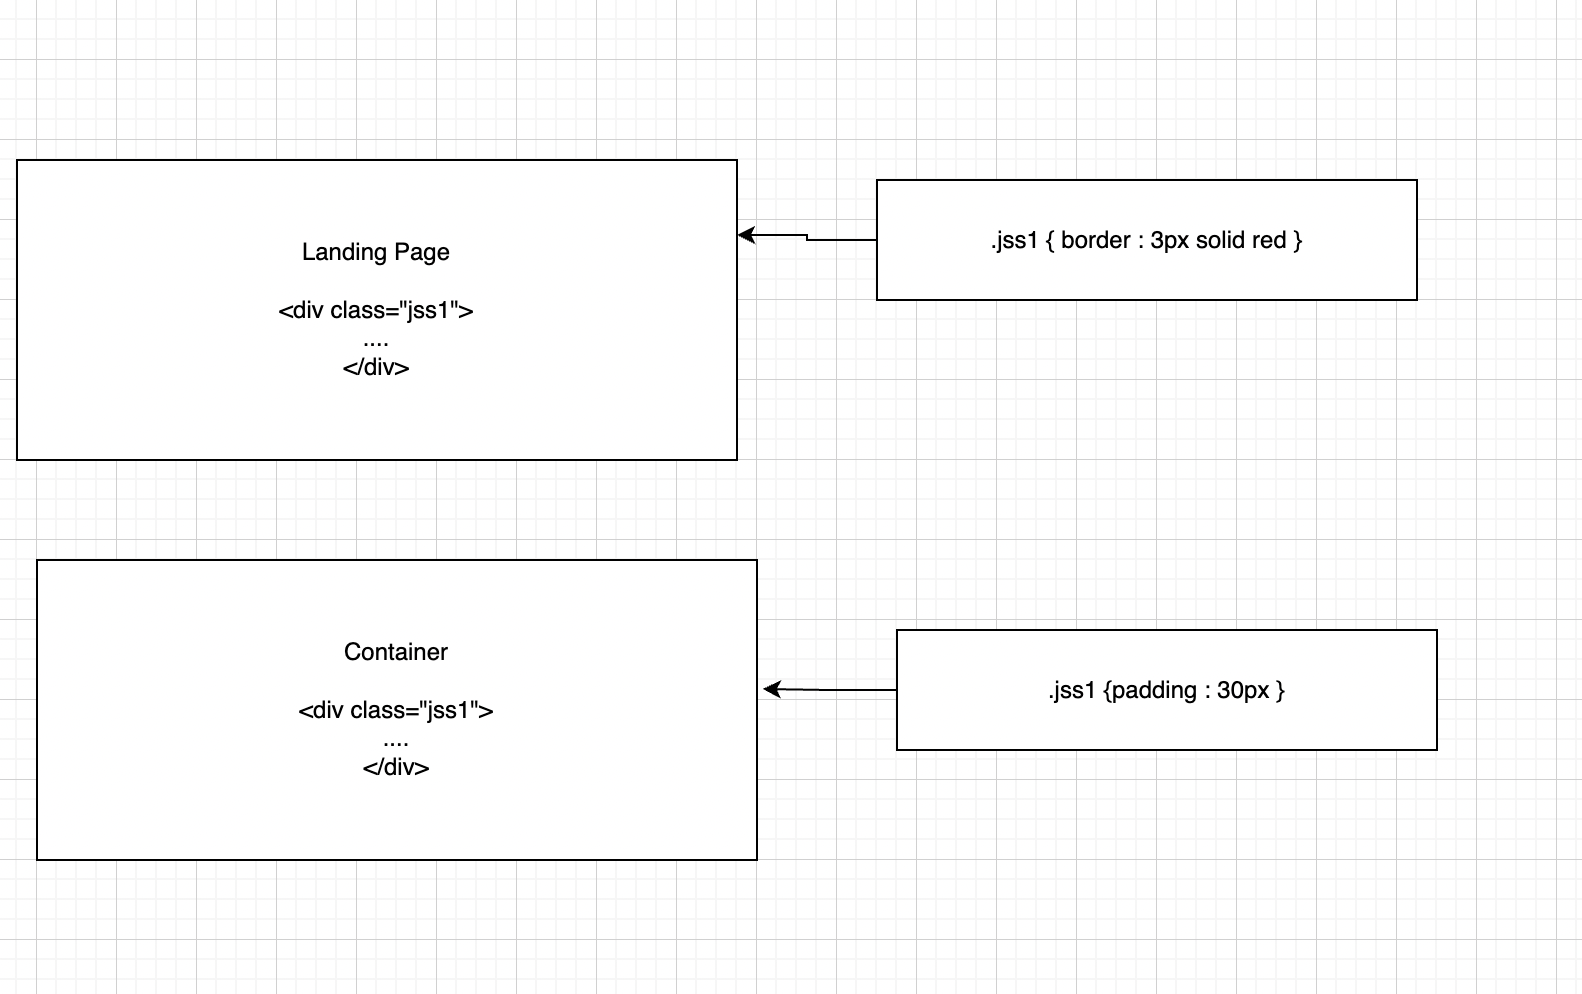 Landing Page
<div class="jss1">
....
</div>
.jss1 { border : 3px solid red }
Container
<div class="jss1">
....
</div>
.jss1 {padding : 30px }